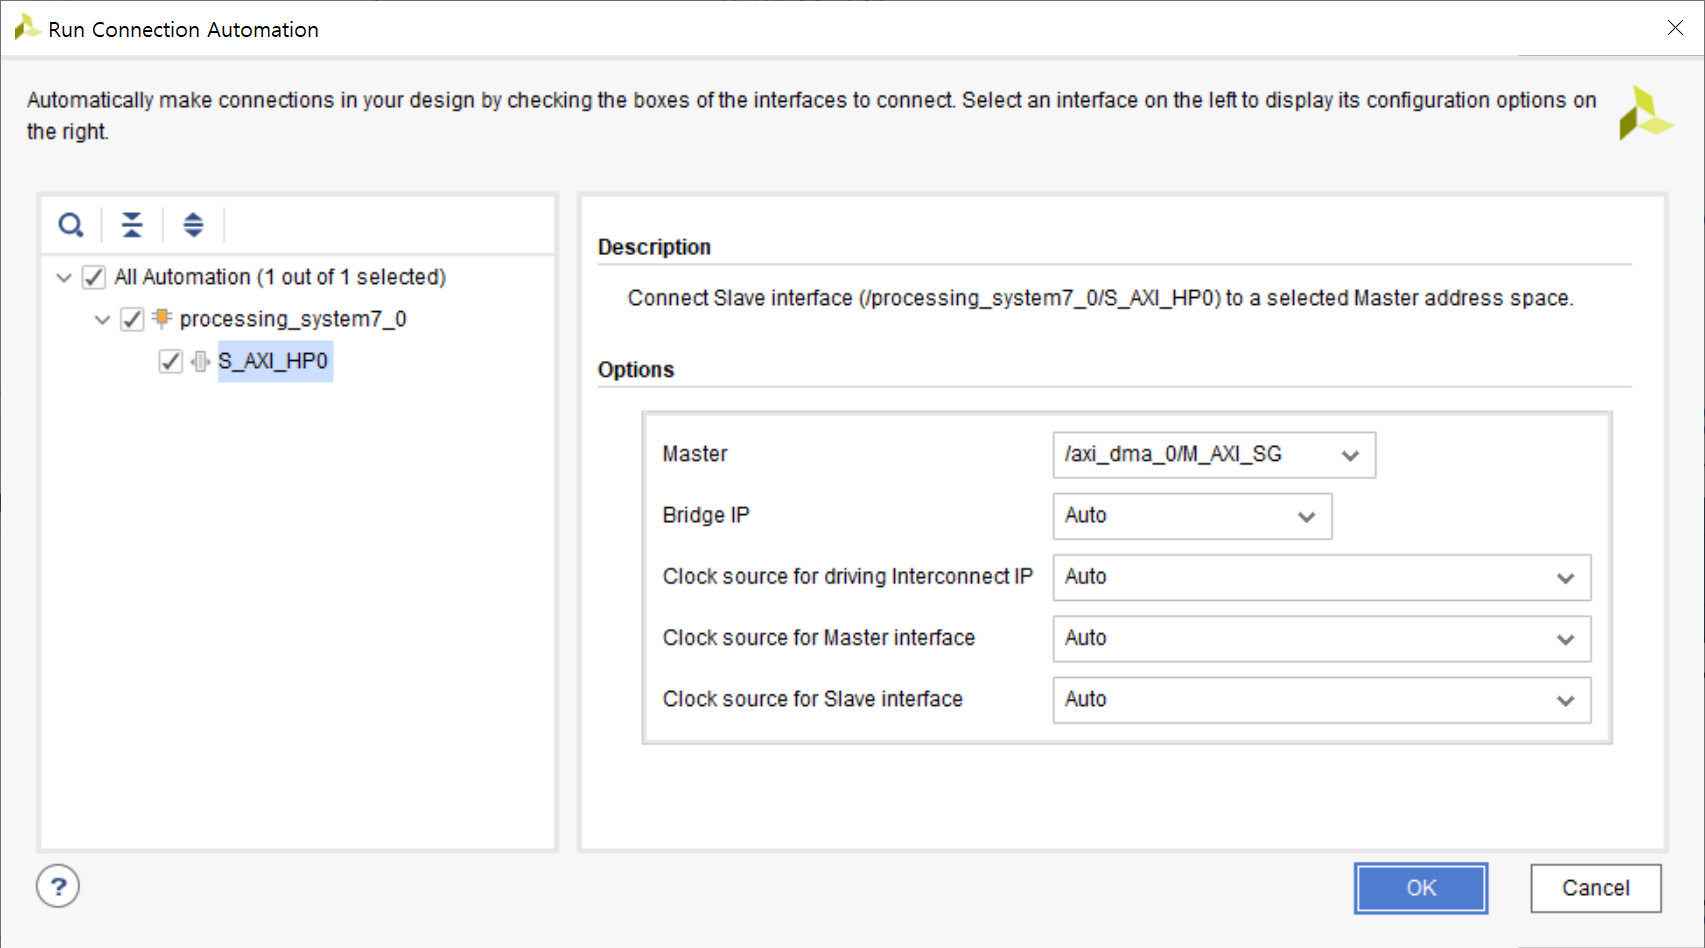 Run Connection Automation
Automatically make connections in your design by checking the boxes of the interfaces to connect. Select an interface on the left to display its configuration options on
the right.
All Automation (1 out of 1 selected)
processing_system7_0
S_AXI_HP0
Description
Connect Slave interface (/processing_system7_0/S_AXI_HP0) to a selected Master address space.
Options
Master /axi_dma_0/M_AXI_SG
Bridge IP Auto
Clock source for driving Interconnect IP Auto
Clock source for Master interface Auto
Clock source for Slave interface Auto
? OK Cancel